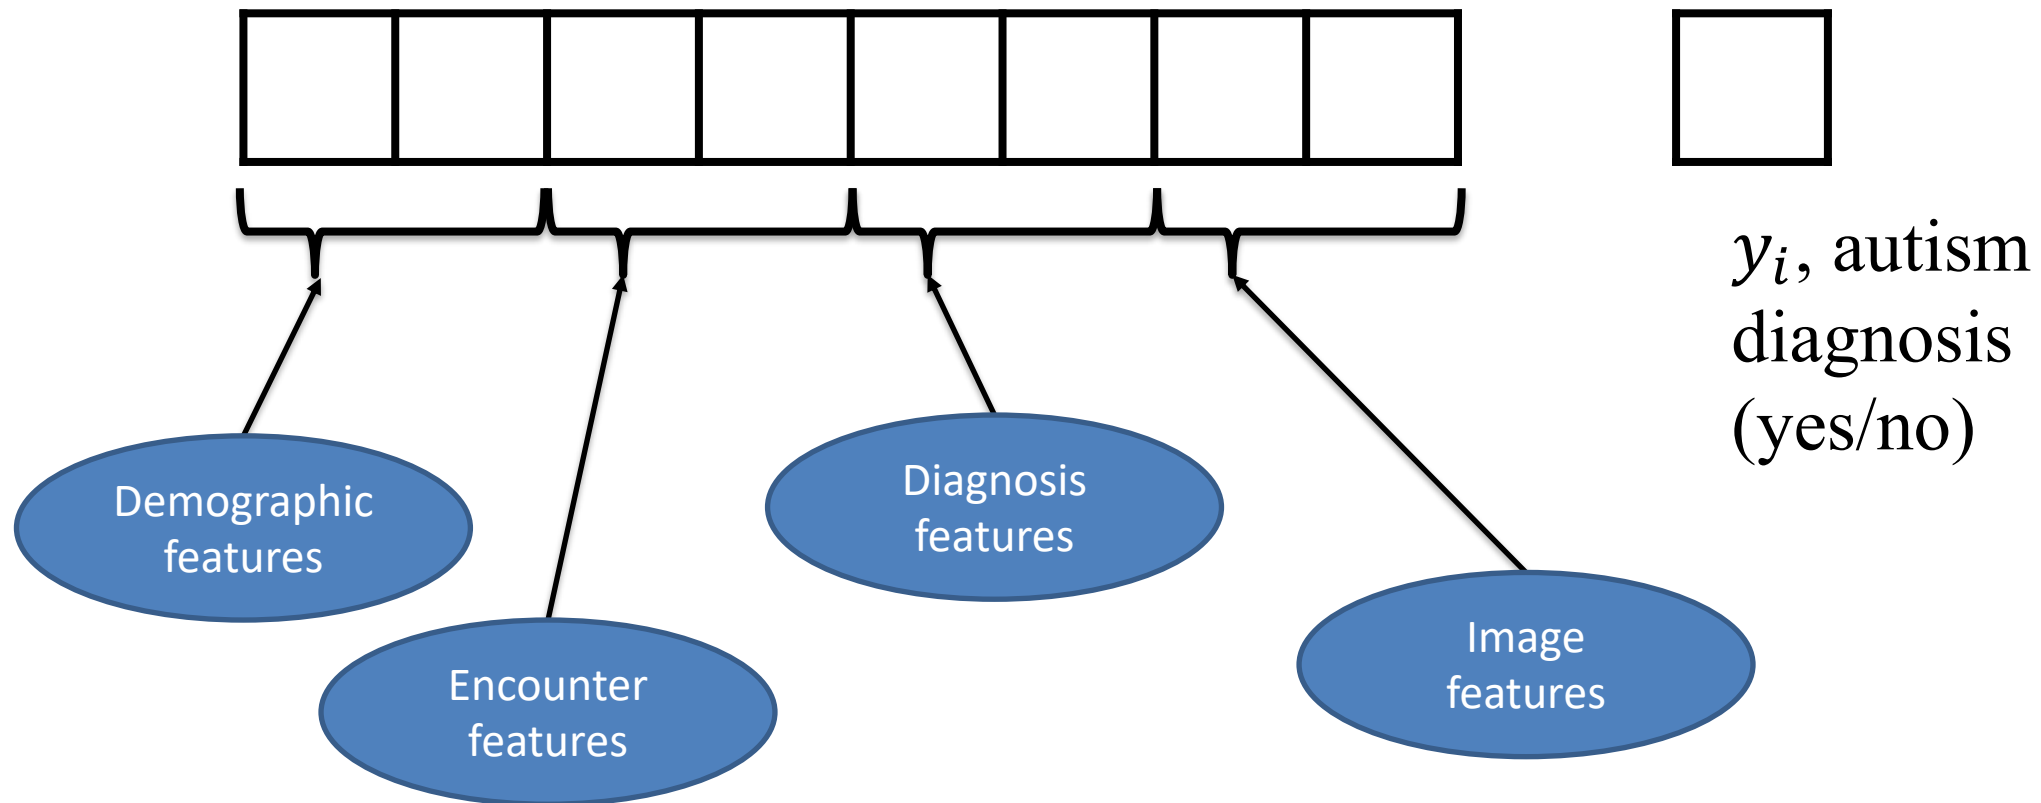 𝑦ᵢ, autism
diagnosis
(yes/no)
Demographic
features
Encounter
features
Diagnosis
features
Image
features